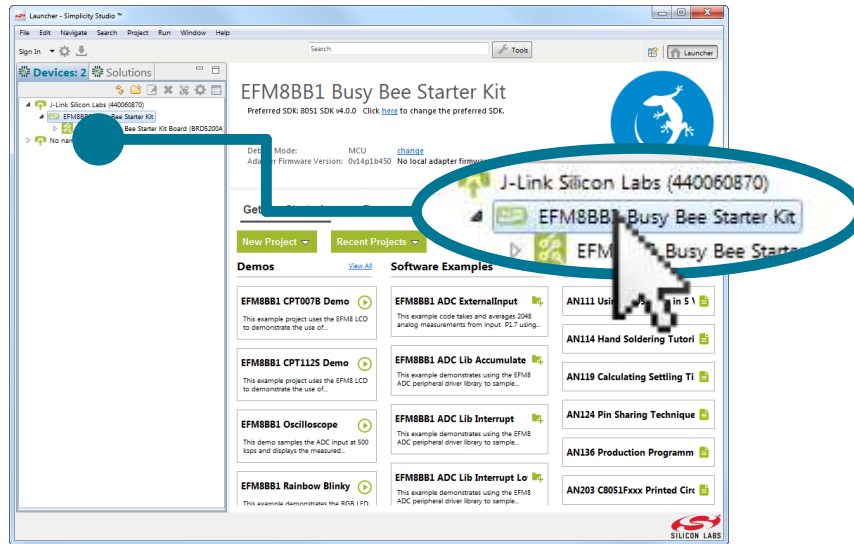 Launcher - Simplicity Studio ™
File Edit Navigate Search Project Run Window Help
Sign In
Search
Tools
Launcher
Devices: 2
Solutions
J-Link Silicon Labs (440060870)
EFM8BB1 Bee Starter Kit
Bee Starter Kit Board (BRD5200A
No
EFM8BB1 Busy Bee Starter Kit
Preferred SDK: 8051 SDK v4.0.0 Click here to change the preferred SDK.
Mode: MCU change
Adapter Firmware Version: 0v14p1b450 No local adapter
J-Link Silicon Labs (440060870)
EFM8BB1 Busy Bee Starter Kit
Busy Bee Starter
New Project
Recent Projects
Demos
View All
EFM8BB1 CPT007B Demo
This example project uses the EFM8 LCD
to demonstrate the use of...
EFM8BB1 CPT112S Demo
This example project uses the EFM8 LCD
to demonstrate the use of...
EFM8BB1 Oscilloscope
This demo samples the ADC input at 500
ksps and displays the measured...
EFM8BB1 Rainbow Blinky
This example demonstrates the RGB LED
Software Examples
EFM8BB1 ADC ExternalInput
This example code takes and averages 2048
analog measurements from input P1.7 using...
EFM8BB1 ADC Lib Accumulate
This example demonstrates using the EFM8
ADC peripheral driver library to sample...
EFM8BB1 ADC Lib Interrupt
This example demonstrates using the EFM8
ADC peripheral driver library to sample...
EFM8BB1 ADC Lib Interrupt Lo
This example demonstrates using the EFM8
ADC peripheral driver library to sample...
AN111 in 5
AN114 Hand Soldering Tutori
AN119 Calculating Settling Ti
AN124 Pin Sharing Technique
AN136 Production Programm
AN203 C8051Fxxx Printed Circ
SILICON LABS